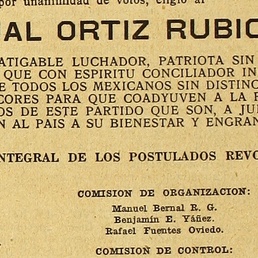 por unanimidad de votos, eligió al
AL ORTIZ RUBIO
ATIGABLE LUCHADOR, PATRIOTA SIN
QUE CON ESPIRITU CONCILIADOR IN
E TODOS LOS MEXICANOS SIN DISTINC
CORES PARA QUE COADYUVEN A LA
OS DE ESTE PARTIDO QUE SON, A JU
N AL PAIS A SU BIENESTAR Y ENGRAN
NTEGRAL DE LOS POSTULADOS REVO
COMISION DE ORGANIZACION:
Manuel Bernal R. G.
Benjamín E. Yáñez.
Rafael Fuentes Oviedo.
COMISION DE CONTROL: